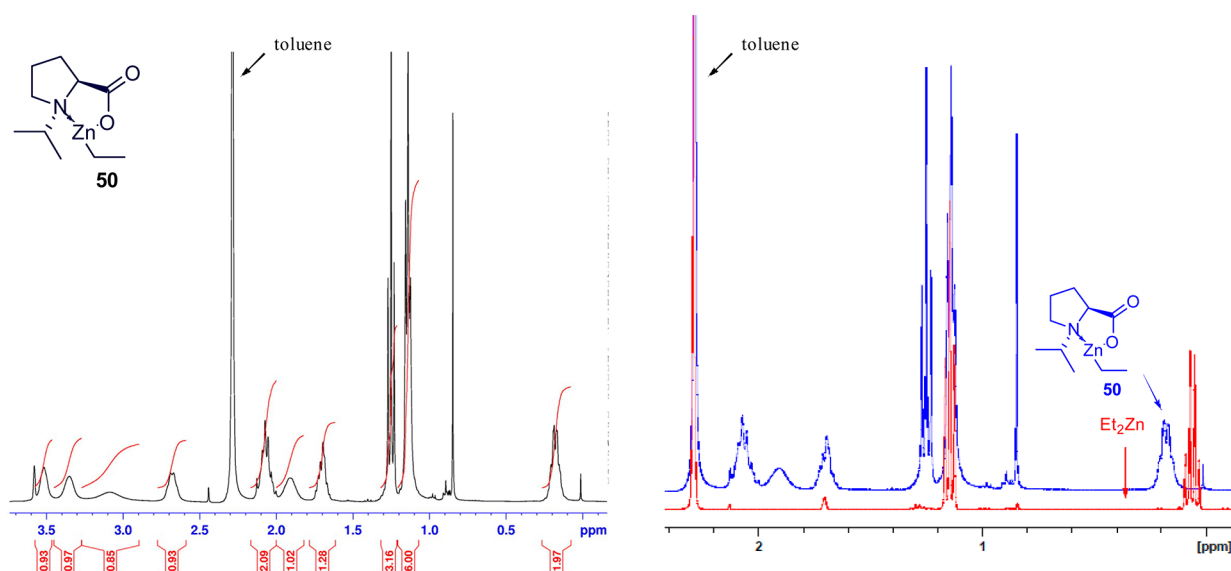 toluene
O
N
O
Zn
50
3.5 3.0 2.5 2.0 1.5 1.0 0.5 ppm
0.93
0.97
0.85
0.93
2.09
1.02
1.28
3.16
6.00
1.97
toluene
O
N
O
Zn
50
Et₂Zn
2 1 [ppm]